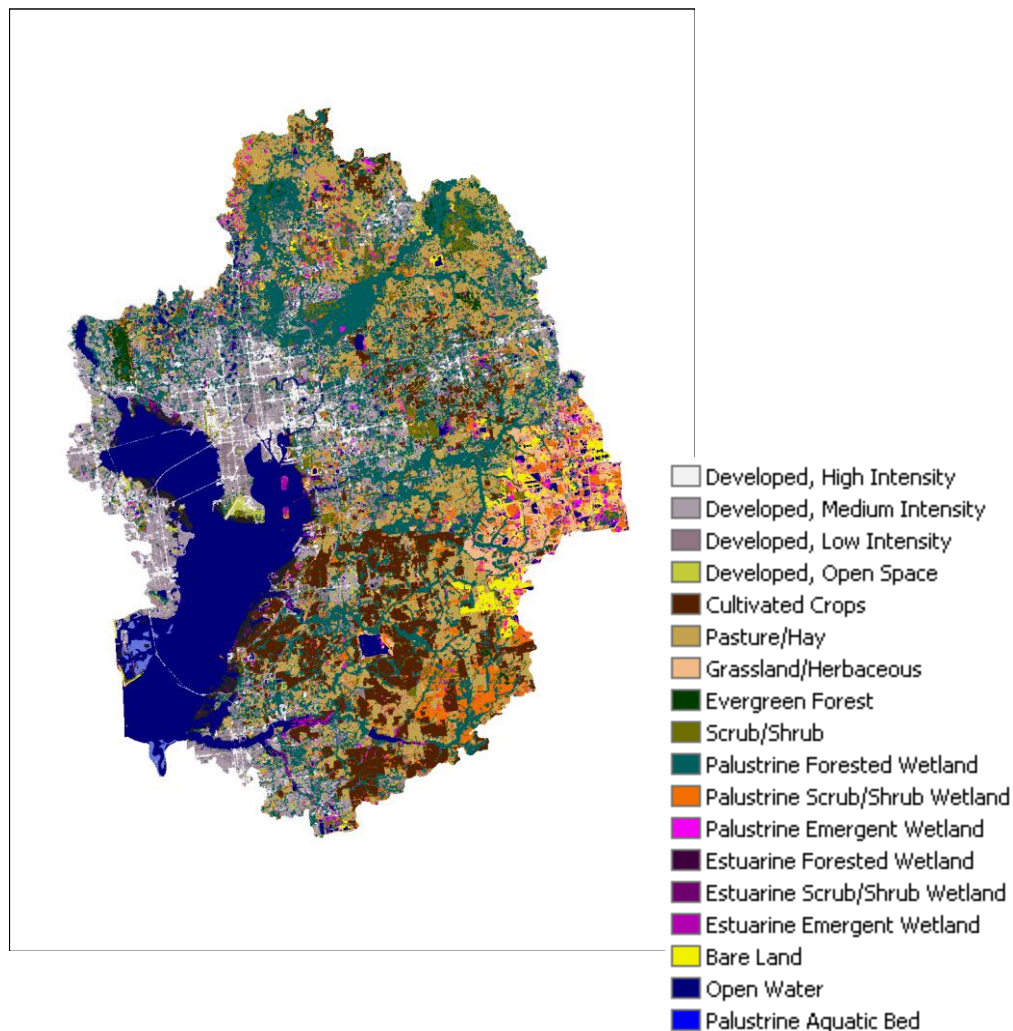 Developed, High Intensity
Developed, Medium Intensity
Developed, Low Intensity
Developed, Open Space
Cultivated Crops
Pasture/Hay
Grassland/Herbaceous
Evergreen Forest
Scrub/Shrub
Palustrine Forested Wetland
Palustrine Scrub/Shrub Wetland
Palustrine Emergent Wetland
Estuarine Forested Wetland
Estuarine Scrub/Shrub Wetland
Estuarine Emergent Wetland
Bare Land
Open Water
Palustrine Aquatic Bed